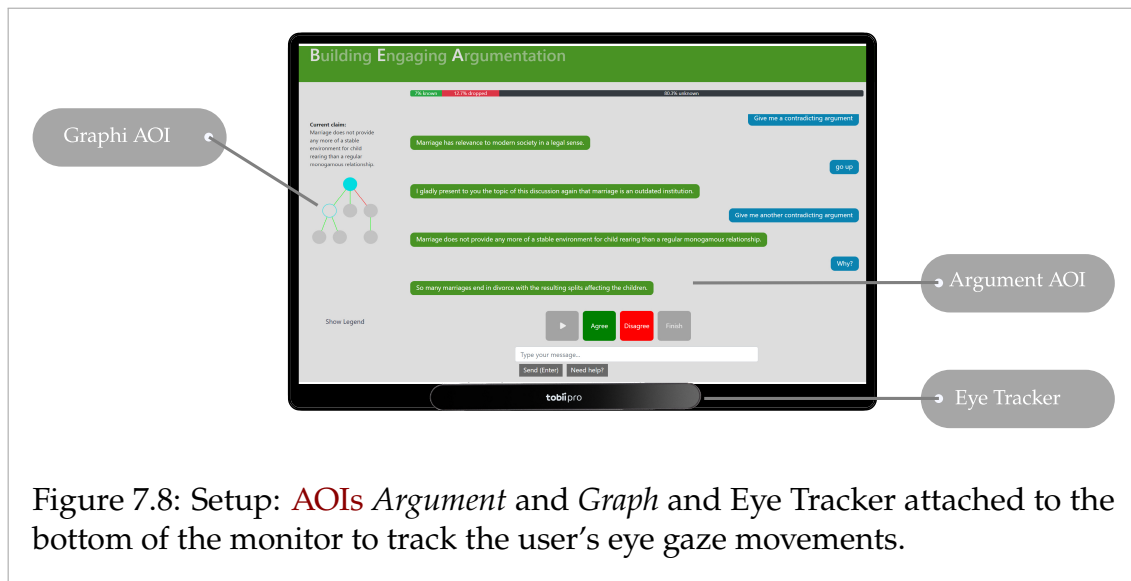 Building Engaging Argumentation
7% known 12.7% dropped 80.3% unknown
Current claim:
Marriage does not provide
any more of a stable
environment for child
rearing than a regular
monogamous relationship.
Give me a contradicting argument
Marriage has relevance to modern society in a legal sense.
go up
I gladly present to you the topic of this discussion again that marriage is an outdated institution.
Give me another contradicting argument
Marriage does not provide any more of a stable environment for child rearing than a regular monogamous relationship.
Why?
So many marriages end in divorce with the resulting splits affecting the children.
Show Legend
Agree Disagree Finish
Type your message...
Send (Enter) Need help?
tobiipro
Graphi AOI
Argument AOI
Eye Tracker
Figure 7.8: Setup: AOIs Argument and Graph and Eye Tracker attached to the
bottom of the monitor to track the user's eye gaze movements.